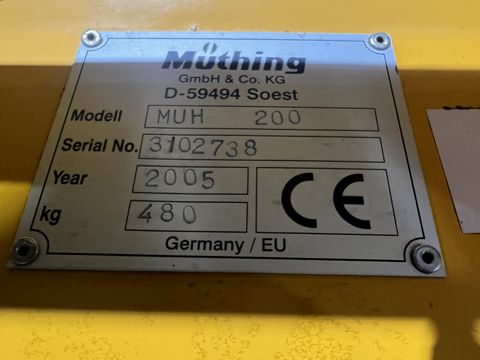 Müthing
GmbH & Co. KG
D-59494 Soest
Modell MUH 200
Serial No. 3102738
Year 2005
kg 480
CE
Germany / EU